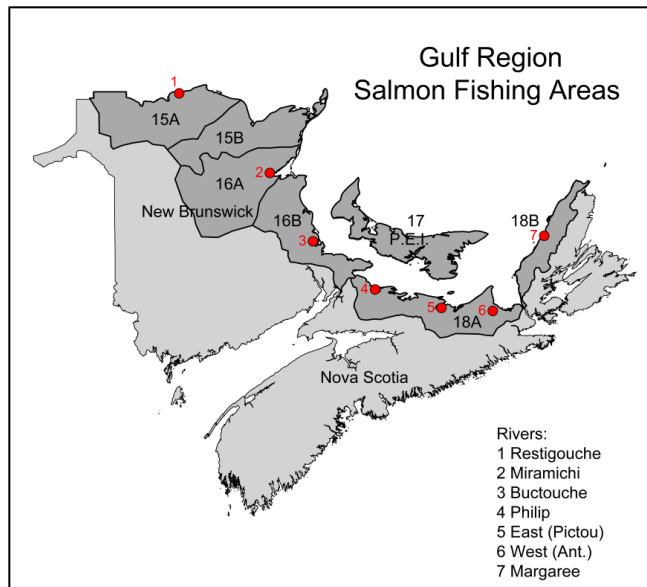 Gulf Region
Salmon Fishing Areas
1
15A
15B
16A
2
New Brunswick
16B
3
17
P.E.I.
18B
7
4
5
6
18A
Nova Scotia
Rivers:
1 Restigouche
2 Miramichi
3 Buctouche
4 Philip
5 East (Pictou)
6 West (Ant.)
7 Margaree